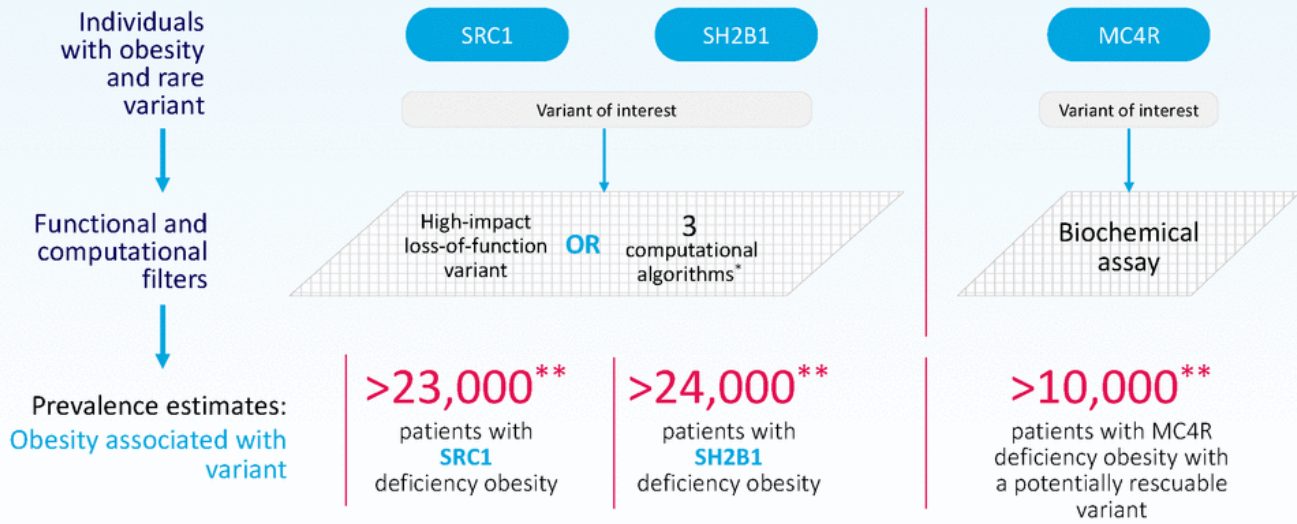 Individuals
with obesity
and rare
variant
SRC1
SH2B1
MC4R
Variant of interest
Variant of interest
Functional and
computational
filters
High-impact
loss-of-function
variant
OR
3
computational
algorithms*
Biochemical
assay
Prevalence estimates:
Obesity associated with
variant
>23,000**
patients with
SRC1
deficiency obesity
>24,000**
patients with
SH2B1
deficiency obesity
>10,000**
patients with MC4R
deficiency obesity with
a potentially rescuable
variant